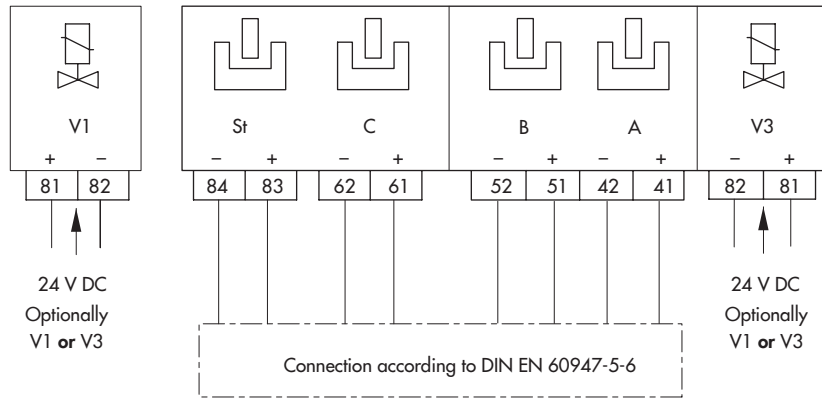 V1 St C B A V3
+ − − + − + − + − + − +
81 82 84 83 62 61 52 51 42 41 82 81
24 V DC
Optionally
V1 or V3
24 V DC
Optionally
V1 or V3
Connection according to DIN EN 60947-5-6